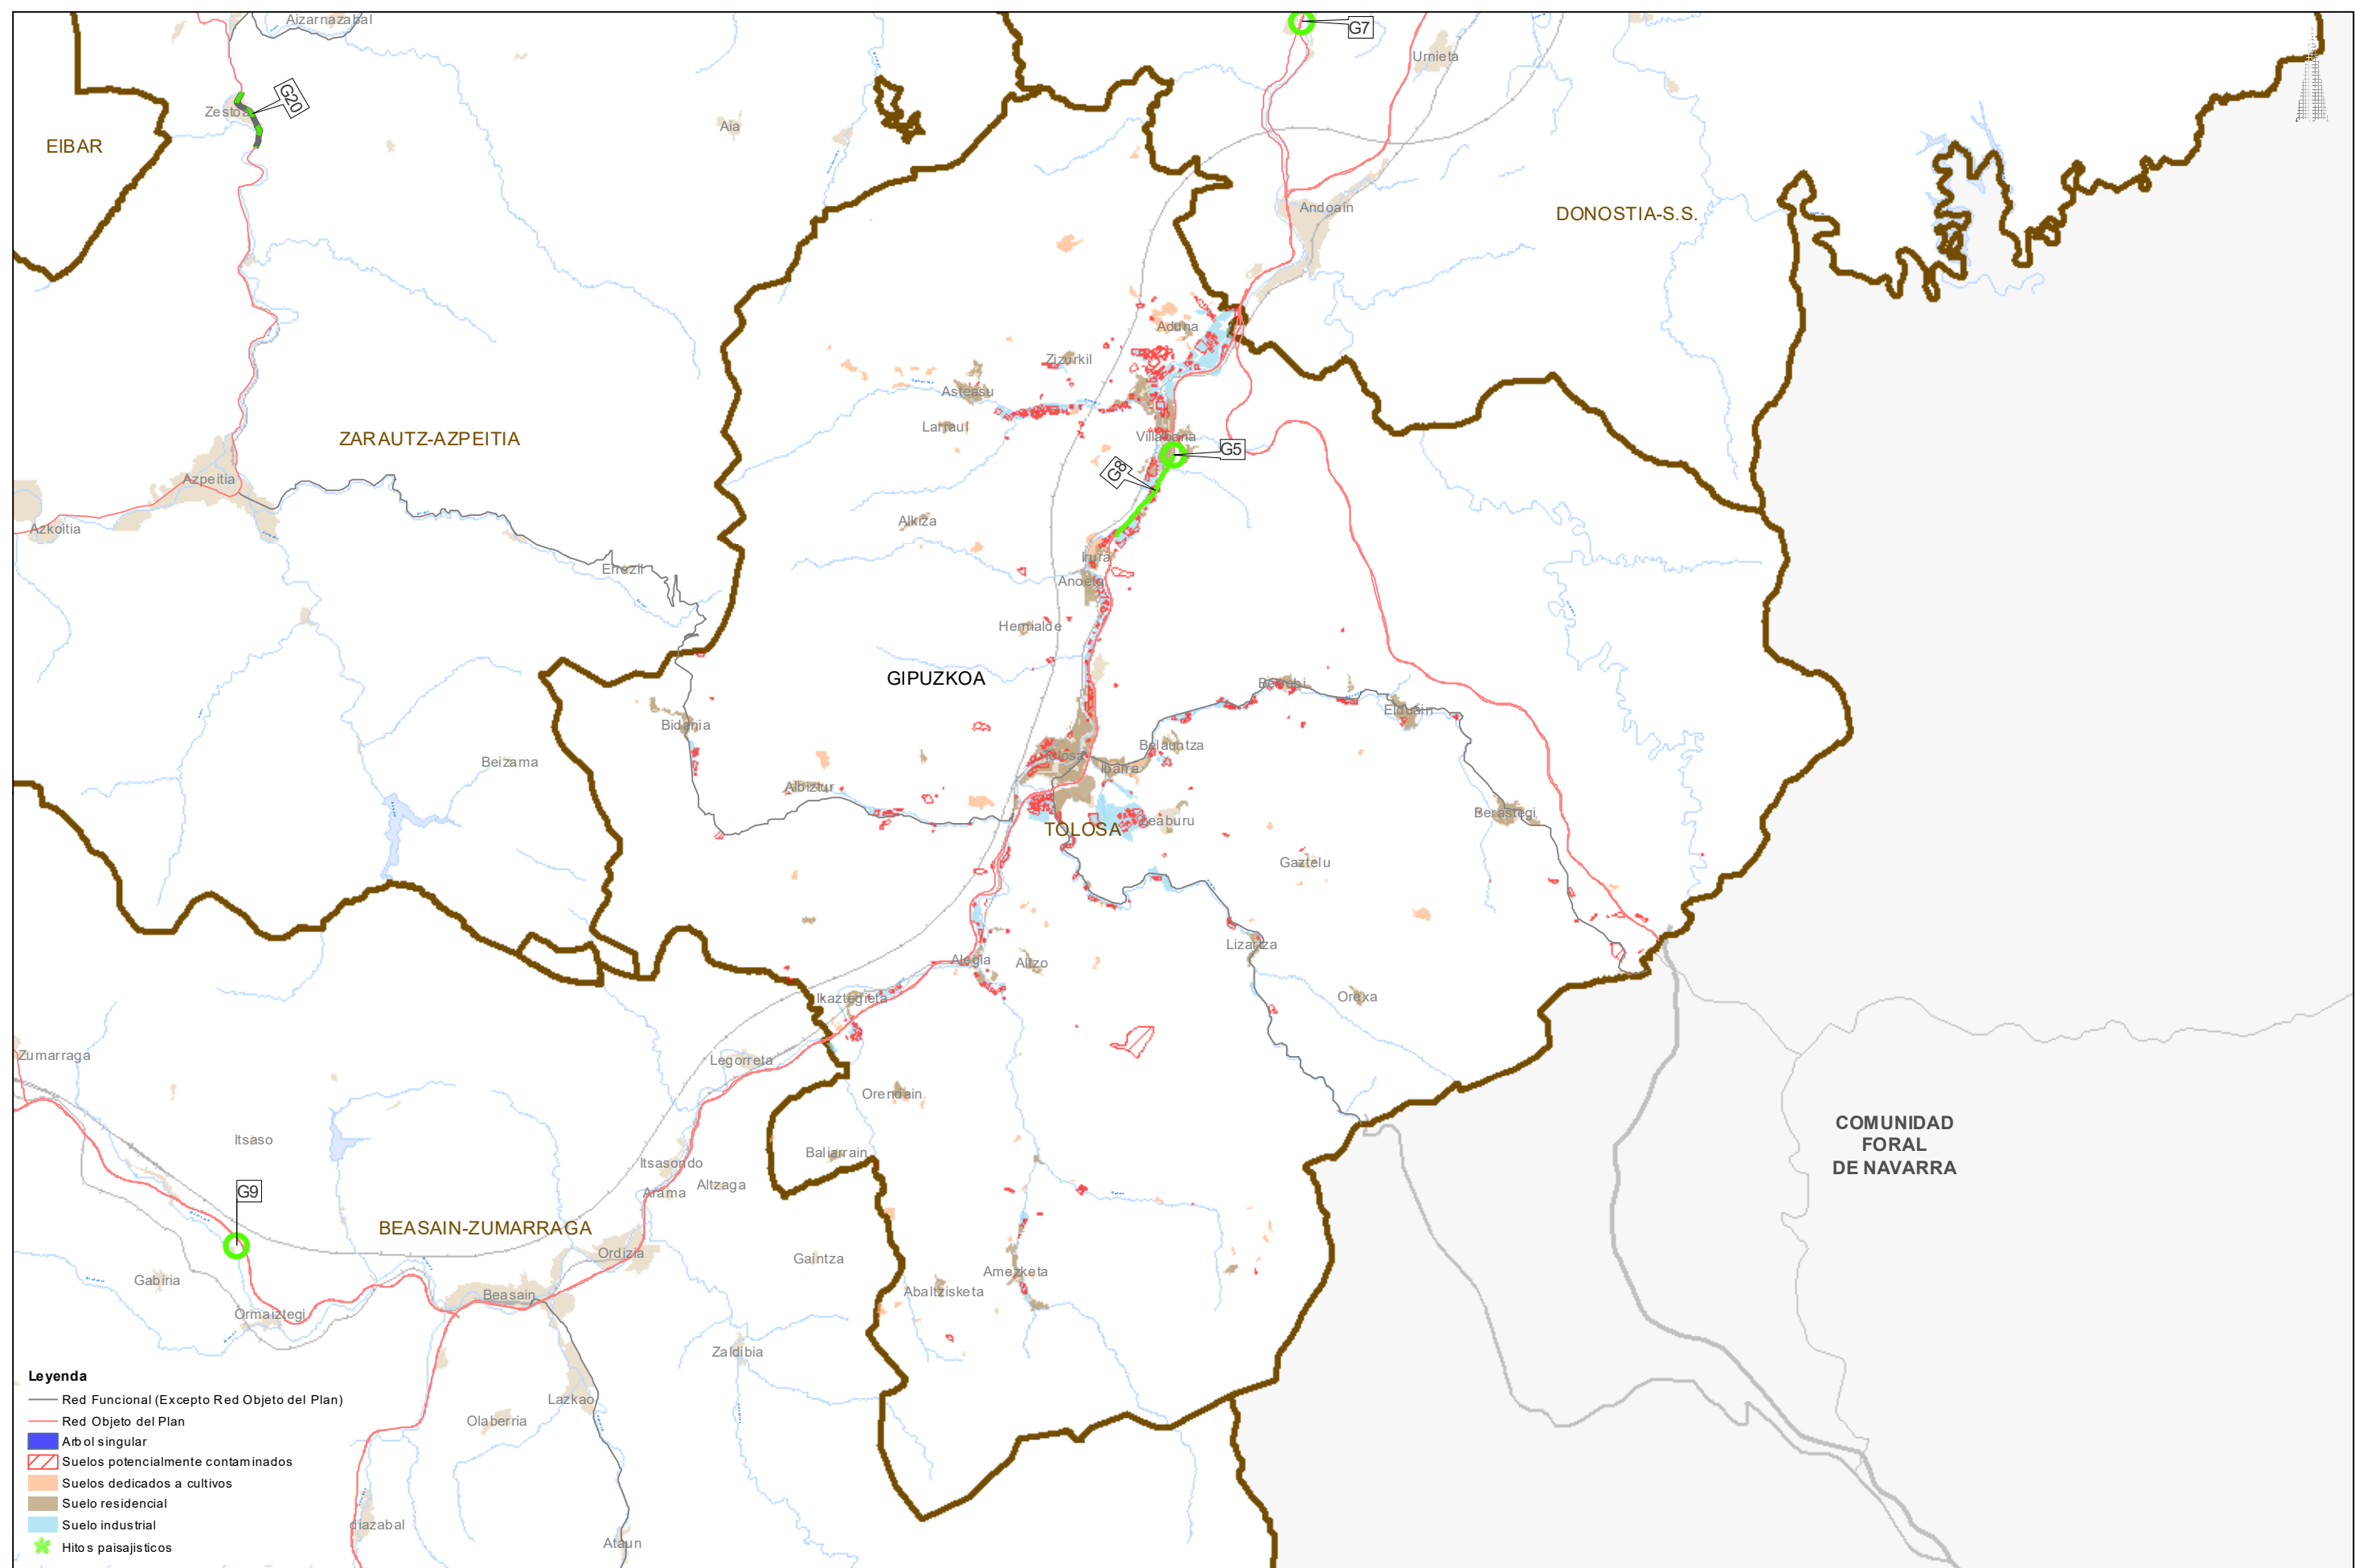 Aizarnazabal
G7
Urnieta
G20
Zestoa
Aia
EIBAR
Andoain
DONOSTIA-S.S.
Aduna
Zizurkil
Asteasu
Larraul
ZARAUTZ-AZPEITIA
Villabona
G5
G8
Azpeitia
Azkoitia
Alkiza
Irura
Errezil
Anoeta
Hernialde
GIPUZKOA
Berrobi
Elduain
Bidania
Belauntza
Tolosa
Ibarra
Beizama
Albiztur
Berastegi
Leaburu
TOLOSA
Gaztelu
Lizartza
Alegia
Altzo
Ikaztegieta
Orexa
Zumarraga
Legorreta
Orendain
COMUNIDAD
FORAL
DE NAVARRA
Itsaso
Baliarrain
Itsasondo
Altzaga
Arama
G9
BEASAIN-ZUMARRAGA
Ordizia
Gaintza
Amezketa
Gabiria
Abaltzisketa
Beasain
Ormaiztegi
Zaldibia
Lazkao
Olaberria
diazabal
Ataun
Leyenda
Red Funcional (Excepto Red Objeto del Plan)
Red Objeto del Plan
Arbol singular
Suelos potencialmente contaminados
Suelos dedicados a cultivos
Suelo residencial
Suelo industrial
Hitos paisajisticos